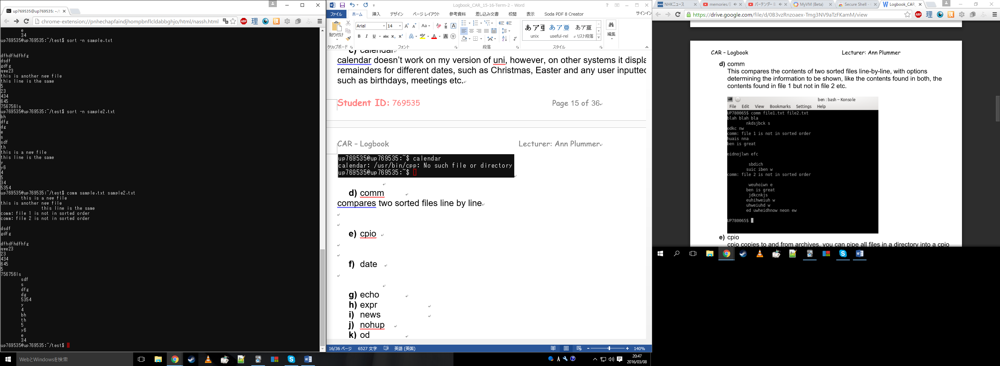 up769535@up769535: ~/t
chrome-extension://pnhechapfaindjhompbnflcldabbghjo/html/nassh.html
e
34
up769535@up769535:~/test$ sort -n sample.txt
dfhdfhdfhfg
dsdf
gdfg
qwe23
this is another new file
this line is the same
5
23
434
645
756756ls
up769535@up769535:~/test$ sort -n sample2.txt
bh
dfg
dg
e
s
sdf
th
this is a new file
this line is the same
y
y6
4
5
34
5354
up769535@up769535:~/test$ comm sample.txt sample2.txt
this is a new file
this is another new file
this line is the same
comm: file 1 is not in sorted order
comm: file 2 is not in sorted order
dsdf
gdfg
dfhdfhdfhfg
qwe23
23
434
645
5
756756ls
sdf
s
dfg
dg
5354
y
4
bh
th
5
y6
e
34
up769535@up769535:~/test$
WebとWindowsを検索
Logbook_CAR_15-16-Term-2 - Word
ファイル ホーム 挿入 デザイン ページ レイアウト 参考資料 差し込み文書 校閲 表示 Soda PDF 8 Creator サインイン
貼り付け
Arial 14
あア亜 あア亜 あア亜
unix useful-rel リスト段落
編集
クリップボード フォント 段落 スタイル
c) calendar
calendar doesn’t work on my version of uni, however, on other systems it displa
remainders for different dates, such as Christmas, Easter and any user inputted
such as birthdays, meetings etc.
Student ID: 769535 Page 15 of 36
CAR – Logbook Lecturer: Ann Plummer
up769535@up769535:~$ calendar
calendar: /usr/bin/cpp: No such file or directory
up769535@up769535:~$
d) comm
compares two sorted files line by line
e) cpio
f) date
g) echo
h) expr
i) news
j) nohup
k) od
16/36 ページ 6527 文字 英語 (英国) 140%
20:47
2016/03/08
NHKニュース memories/ バーテンダー B MyVM (Beta) Secure Shell - Logbook_CAR_
https://drive.google.com/file/d/0B3vzRnzoaex-Tmg3NV9aTzFKamM/view
CAR – Logbook Lecturer: Ann Plummer
d) comm
This compares the contents of two sorted files line-by-line, with options
determining the information to be shown, like the contents found in both, the
contents found in file 1 but not in file 2 etc.
ben : bash – Konsole
File Edit View Bookmarks Settings Help
UP780065$ comm file1.txt file2.txt
blah blah bla
nkdsjbck s
odkc nw
comm: file 1 is not in sorted order
huais nna
ben is great
oidnojlwn efc
sbdich
suic iben w
comm: file 2 is not in sorted order
weuhoiwn e
ben is great
jdkcnkjs
euhihweiuh w
uhweiuhd w
ed uwheidhnow neon ew
UP780065$
e) cpio
cpio copies to and from archives, you can pipe all files in a directory into a cpio